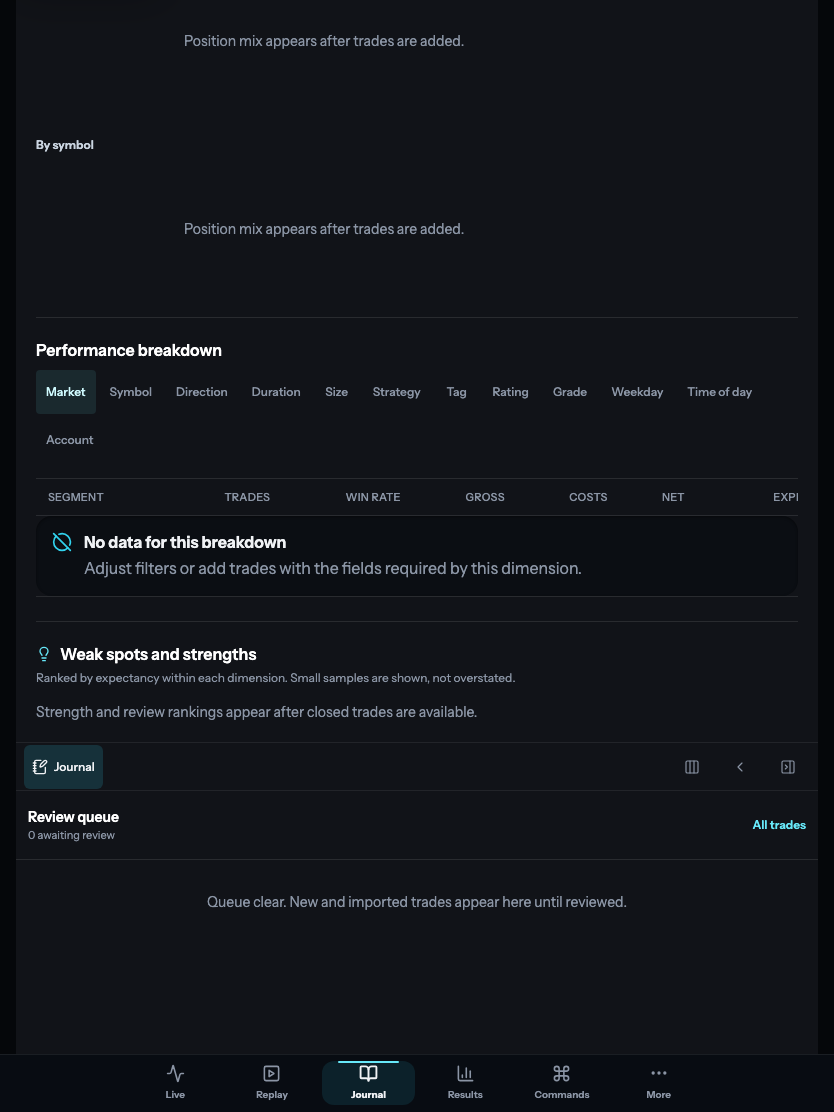 Position mix appears after trades are added.
By symbol
Position mix appears after trades are added.
Performance breakdown
Market Symbol Direction Duration Size Strategy Tag Rating Grade Weekday Time of day
Account
SEGMENT TRADES WIN RATE GROSS COSTS NET EXPI
No data for this breakdown
Adjust filters or add trades with the fields required by this dimension.
Weak spots and strengths
Ranked by expectancy within each dimension. Small samples are shown, not overstated.
Strength and review rankings appear after closed trades are available.
Journal
Review queue
0 awaiting review
All trades
Queue clear. New and imported trades appear here until reviewed.
Live Replay Journal Results Commands More